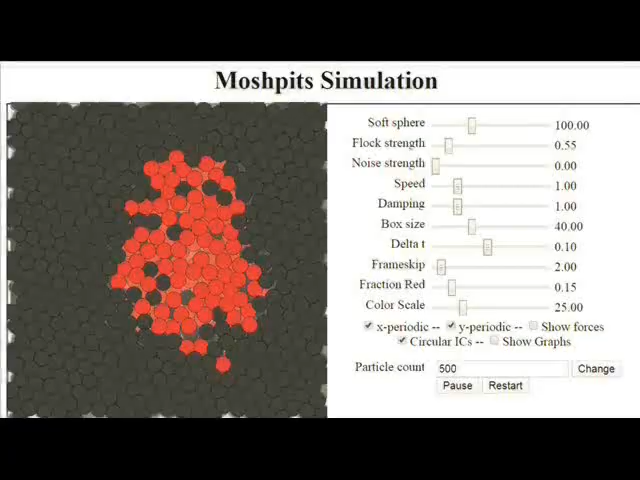 Moshpits Simulation
Soft sphere 100.00
Flock strength 0.55
Noise strength 0.00
Speed 1.00
Damping 1.00
Box size 40.00
Delta t 0.10
Frameskip 2.00
Fraction Red 0.15
Color Scale 25.00
x-periodic -- y-periodic -- Show forces
Circular ICs -- Show Graphs
Particle count 500 Change
Pause Restart